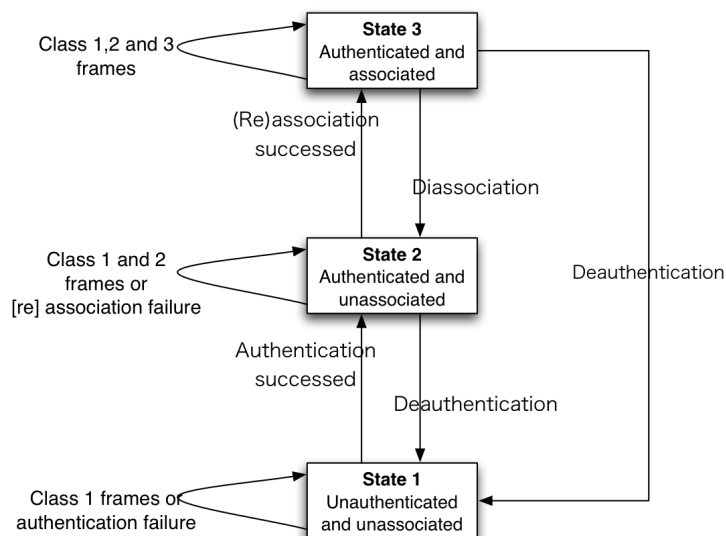 State 3
Authenticated and
associated
Class 1,2 and 3
frames
(Re)association
successed
Diassociation
State 2
Authenticated and
unassociated
Class 1 and 2
frames or
[re] association failure
Deauthentication
Authentication
successed
Deauthentication
State 1
Unauthenticated
and unassociated
Class 1 frames or
authentication failure